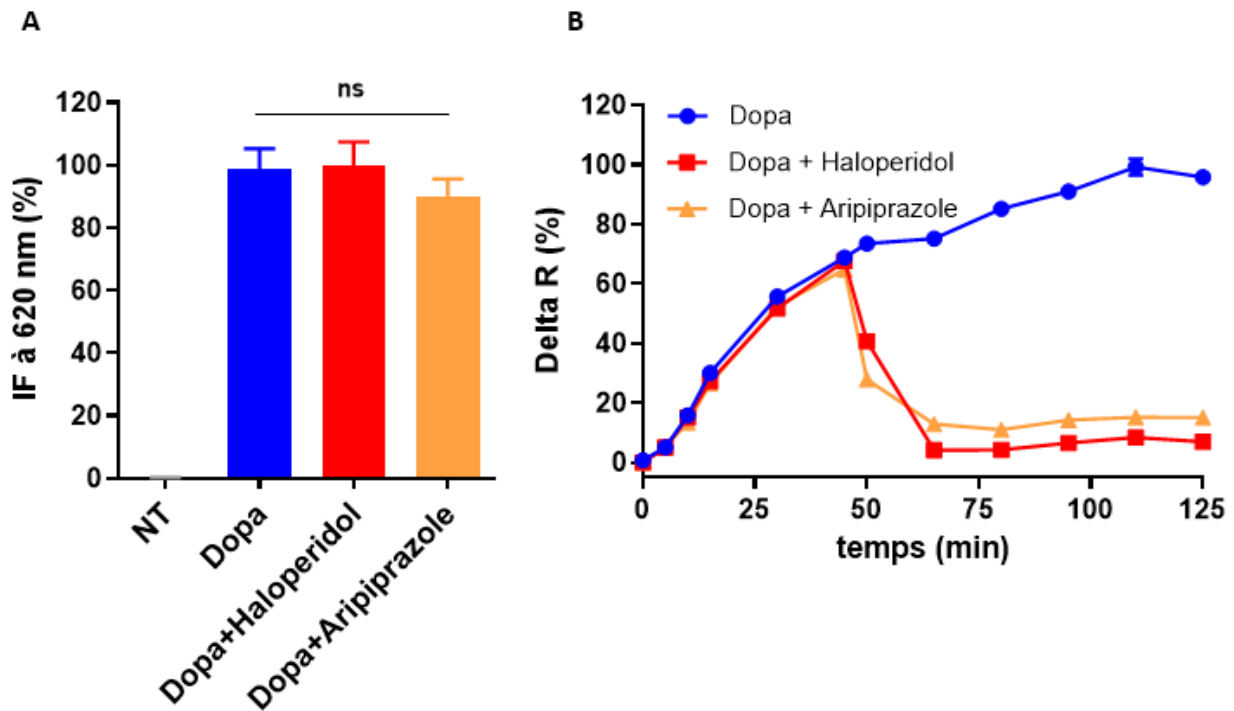 A
IF à 620 nm (%)
120
100
80
60
40
20
0
ns
NT
Dopa
Dopa+Haloperidol
Dopa+Aripiprazole
B
Delta R (%)
120
100
80
60
40
20
0
Dopa
Dopa + Haloperidol
Dopa + Aripiprazole
0 25 50 75 100 125
temps (min)